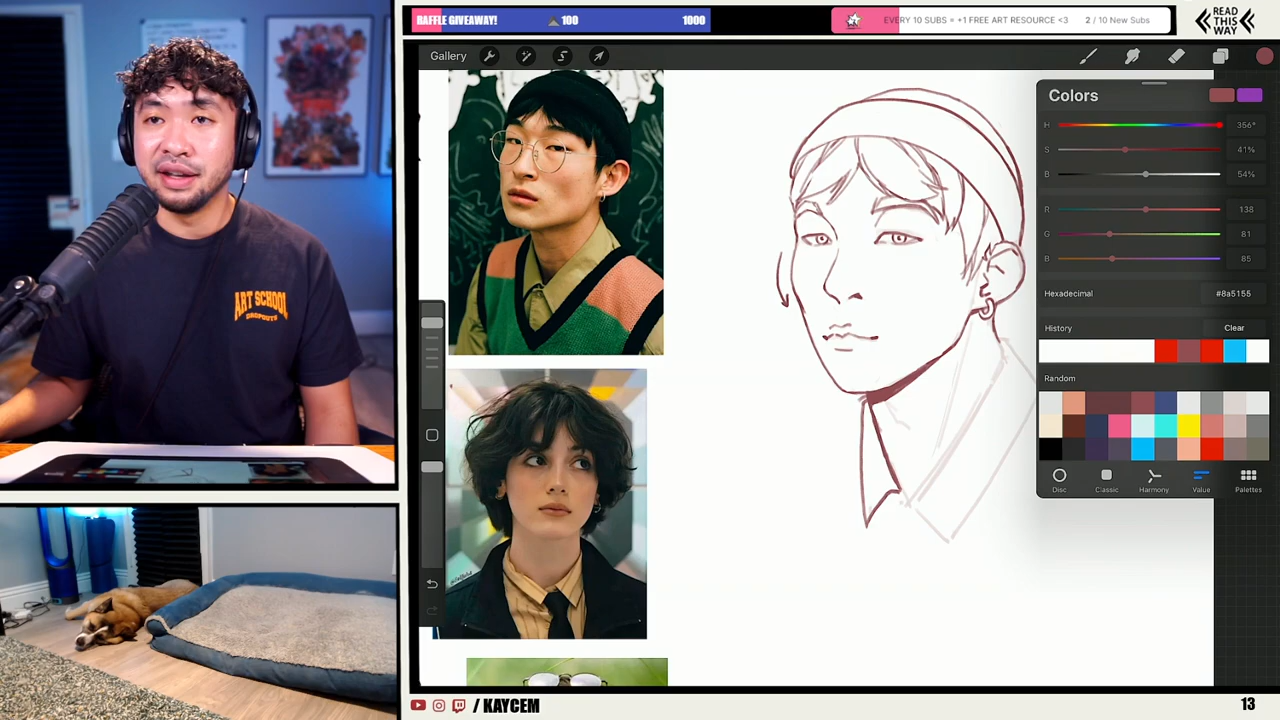 RAFFLE GIVEAWAY!
100
1000
EVERY 10 SUBS = +1 FREE ART RESOURCE <3
2 / 10 New Subs
READ
THIS
WAY
Gallery
Colors
H
356°
S
41%
B
54%
R
138
G
81
B
85
Hexadecimal
#8a5155
History
Clear
Random
Disc
Classic
Harmony
Value
Palettes
ART SCHOOL
DROPOUTS
/ KAYCEM
13